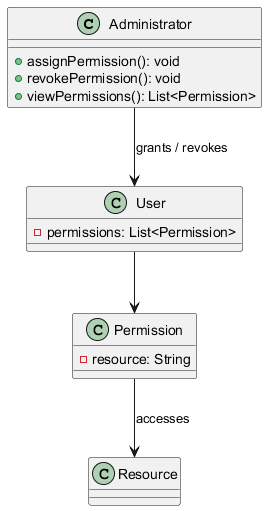 C Administrator
assignPermission(): void
revokePermission(): void
viewPermissions(): List<Permission>
grants / revokes
C User
permissions: List<Permission>
C Permission
resource: String
accesses
C Resource